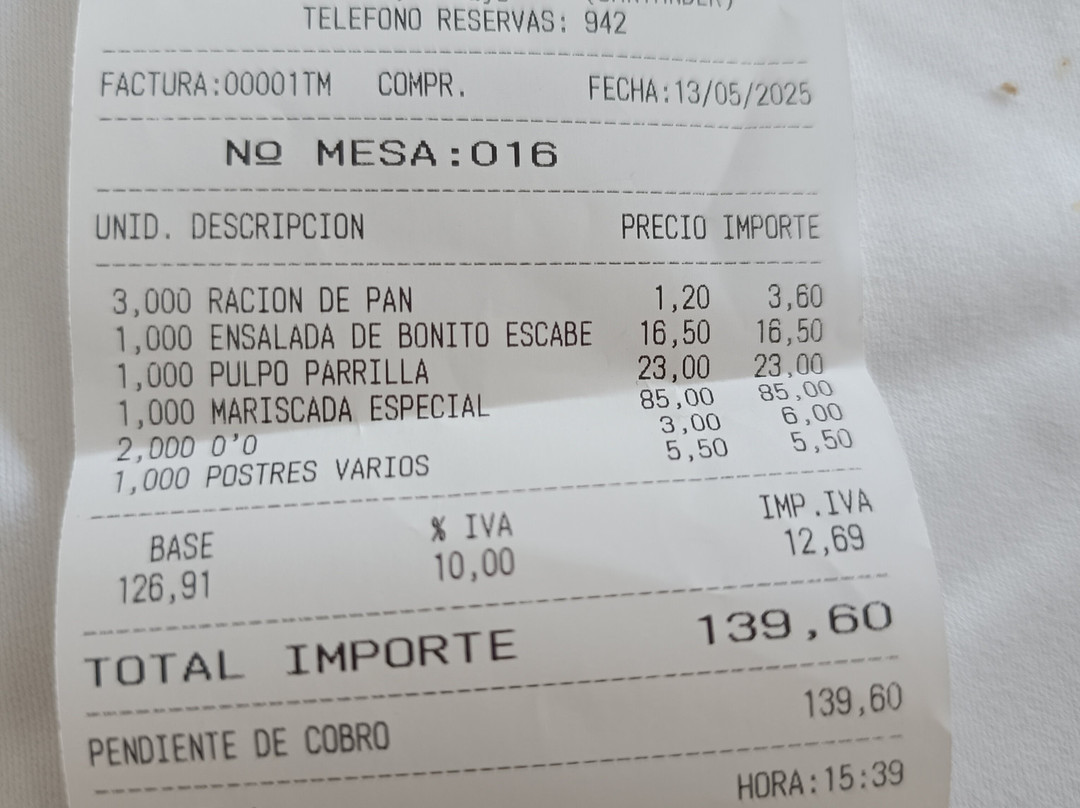 TELEFONO RESERVAS: 942
FACTURA:00001TM COMPR. FECHA:13/05/2025
Nº MESA:016
UNID. DESCRIPCION PRECIO IMPORTE
3,000 RACION DE PAN 1,20 3,60
1,000 ENSALADA DE BONITO ESCABE 16,50 16,50
1,000 PULPO PARRILLA 23,00 23,00
1,000 MARISCADA ESPECIAL 85,00 85,00
2,000 O'O 3,00 6,00
1,000 POSTRES VARIOS 5,50 5,50
BASE % IVA IMP.IVA
126,91 10,00 12,69
TOTAL IMPORTE 139,60
PENDIENTE DE COBRO 139,60
HORA:15:39